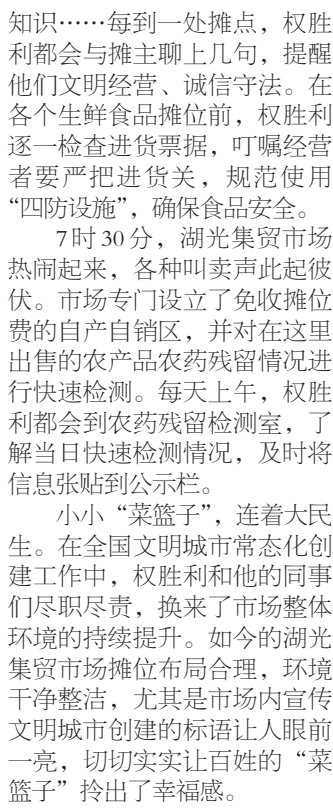 知识……每到一处摊点，权胜
利都会与摊主聊上几句，提醒
他们文明经营、诚信守法。在
各个生鲜食品摊位前，权胜利
逐一检查进货票据，叮嘱经营
者要严把进货关，规范使用
“四防设施”，确保食品安全。
7时30分，湖光集贸市场
热闹起来，各种叫卖声此起彼
伏。市场专门设立了免收摊位
费的自产自销区，并对在这里
出售的农产品农药残留情况进
行快速检测。每天上午，权胜
利都会到农药残留检测室，了
解当日快速检测情况，及时将
信息张贴到公示栏。
小小“菜篮子”，连着大民
生。在全国文明城市常态化创
建工作中，权胜利和他的同事
们尽职尽责，换来了市场整体
环境的持续提升。如今的湖光
集贸市场摊位布局合理，环境
干净整洁，尤其是市场内宣传
文明城市创建的标语让人眼前
一亮，切切实实让百姓的“菜
篮子”拎出了幸福感。